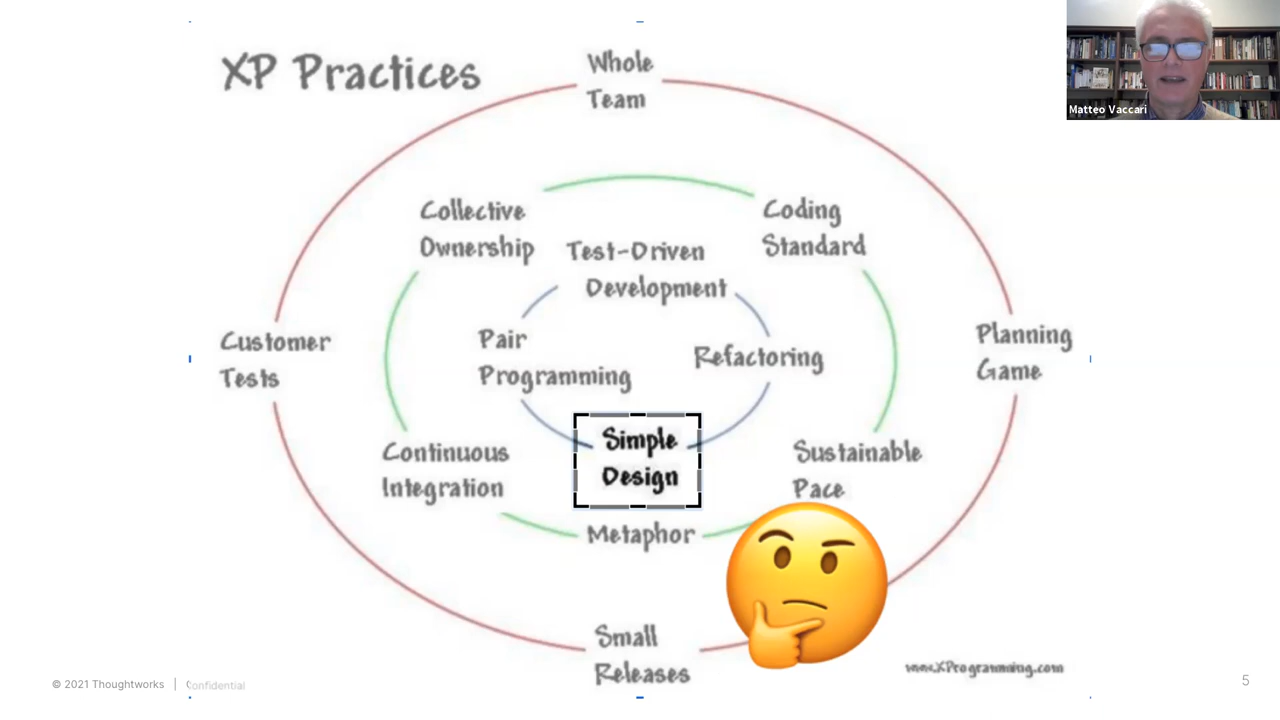 XP Practices
Whole
Team
Matteo Vaccari
Collective
Ownership
Coding
Standard
Test-Driven
Development
Customer
Tests
Pair
Programming
Refactoring
Planning
Game
Simple
Design
Continuous
Integration
Sustainable
Pace
Metaphor
Small
Releases
www.XProgramming.com
© 2021 Thoughtworks | Confidential
5